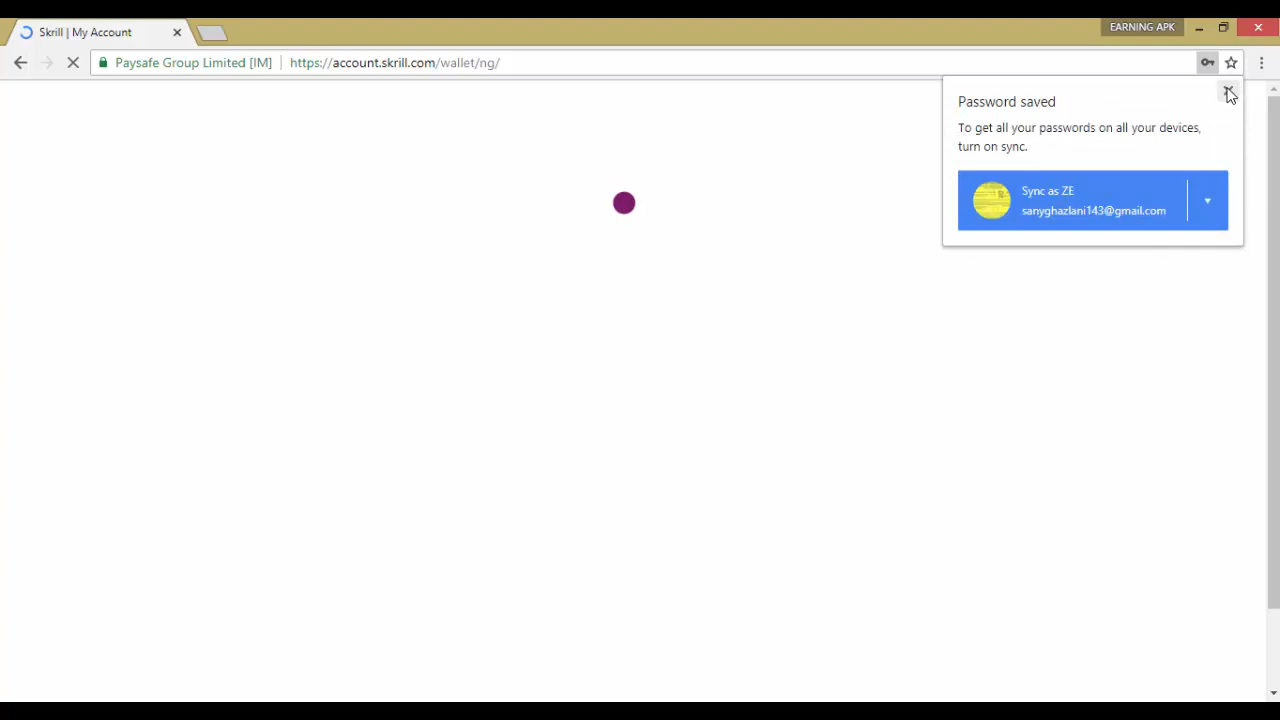 Skrill | My Account
EARNING APK
Paysafe Group Limited [IM]
https://account.skrill.com/wallet/ng/
Password saved
To get all your passwords on all your devices,
turn on sync.
Sync as ZE
sanyghazlani143@gmail.com